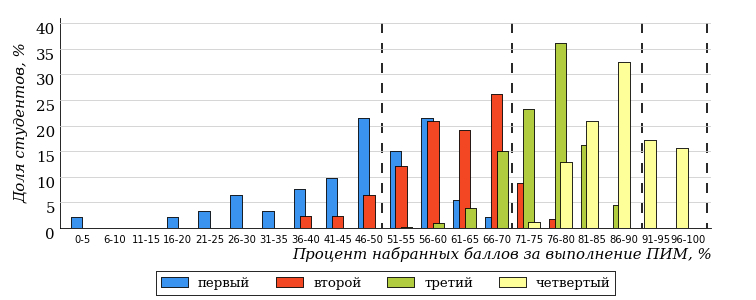 Доля студентов, %
40
35
30
25
20
15
10
5
0
0-5 6-10 11-15 16-20 21-25 26-30 31-35 36-40 41-45 46-50 51-55 56-60 61-65 66-70 71-75 76-80 81-85 86-90 91-95 96-100
Процент набранных баллов за выполнение ПИМ, %
первый второй третий четвертый